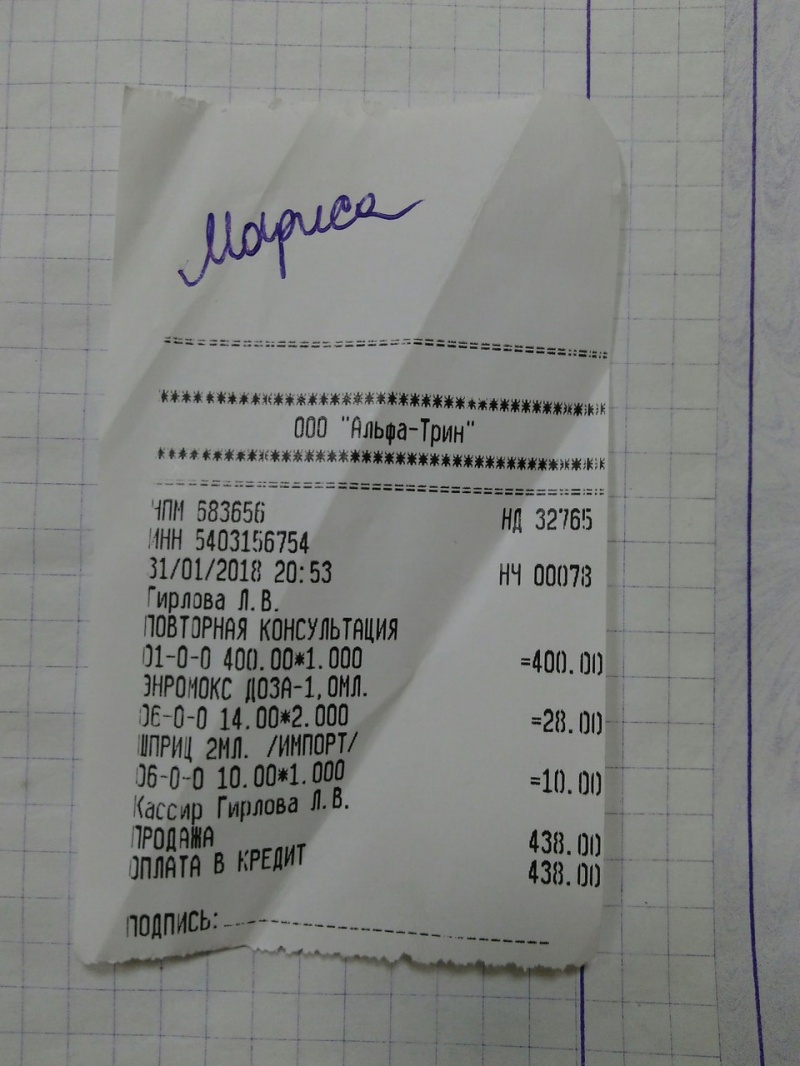 Мариса
==========================================
******************************************
ООО "Альфа-Трин"
******************************************
==========================================
ЧПМ 683656 НД 32765
ИНН 5403156754
31/01/2018 20:53 НЧ 00078
Гирлова Л.В.
ПОВТОРНАЯ КОНСУЛЬТАЦИЯ
01-0-0 400.00*1.000 =400.00
ЭНРОМОКС ДОЗА-1,0МЛ.
06-0-0 14.00*2.000 =28.00
ШПРИЦ 2МЛ. /ИМПОРТ/
06-0-0 10.00*1.000 =10.00
Кассир Гирлова Л.В.
ПРОДАЖА 438.00
ОПЛАТА В КРЕДИТ 438.00
ПОДПИСЬ: